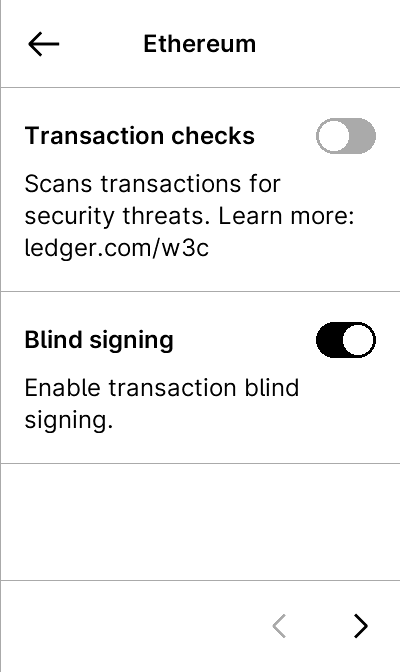 Ethereum
Transaction checks
Scans transactions for
security threats. Learn more:
ledger.com/w3c
Blind signing
Enable transaction blind
signing.